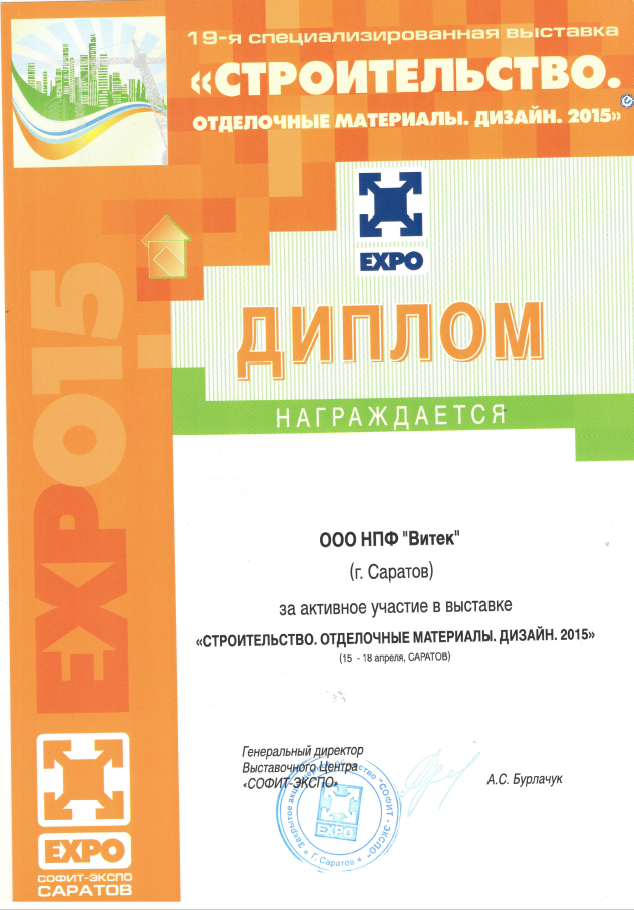 19-я специализированная выставка
«СТРОИТЕЛЬСТВО.
ОТДЕЛОЧНЫЕ МАТЕРИАЛЫ. ДИЗАЙН. 2015»
EXPO
ДИПЛОМ
НАГРАЖДАЕТСЯ
EXPO15
ООО НПФ "Витек"
(г. Саратов)
за активное участие в выставке
«СТРОИТЕЛЬСТВО. ОТДЕЛОЧНЫЕ МАТЕРИАЛЫ. ДИЗАЙН. 2015»
(15 - 18 апреля, САРАТОВ)
Генеральный директор
Выставочного Центра
«СОФИТ-ЭКСПО»
А.С. Бурлачук
Закрытое акционерное общество "СОФИТ - ЭКСПО"
EXPO
г. Саратов
EXPO
СОФИТ-ЭКСПО
САРАТОВ